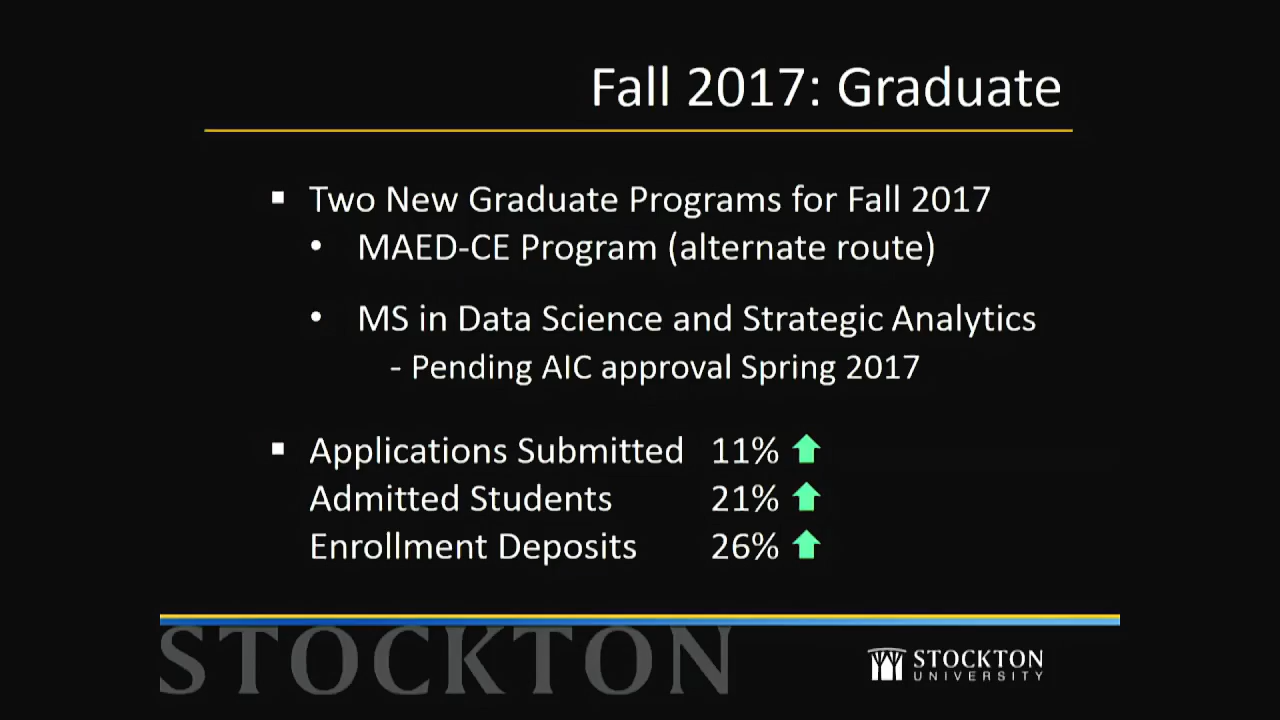 Fall 2017: Graduate
▪ Two New Graduate Programs for Fall 2017
• MAED-CE Program (alternate route)
• MS in Data Science and Strategic Analytics
- Pending AIC approval Spring 2017
▪ Applications Submitted 11%
Admitted Students 21%
Enrollment Deposits 26%
STOCKTON
STOCKTON
UNIVERSITY